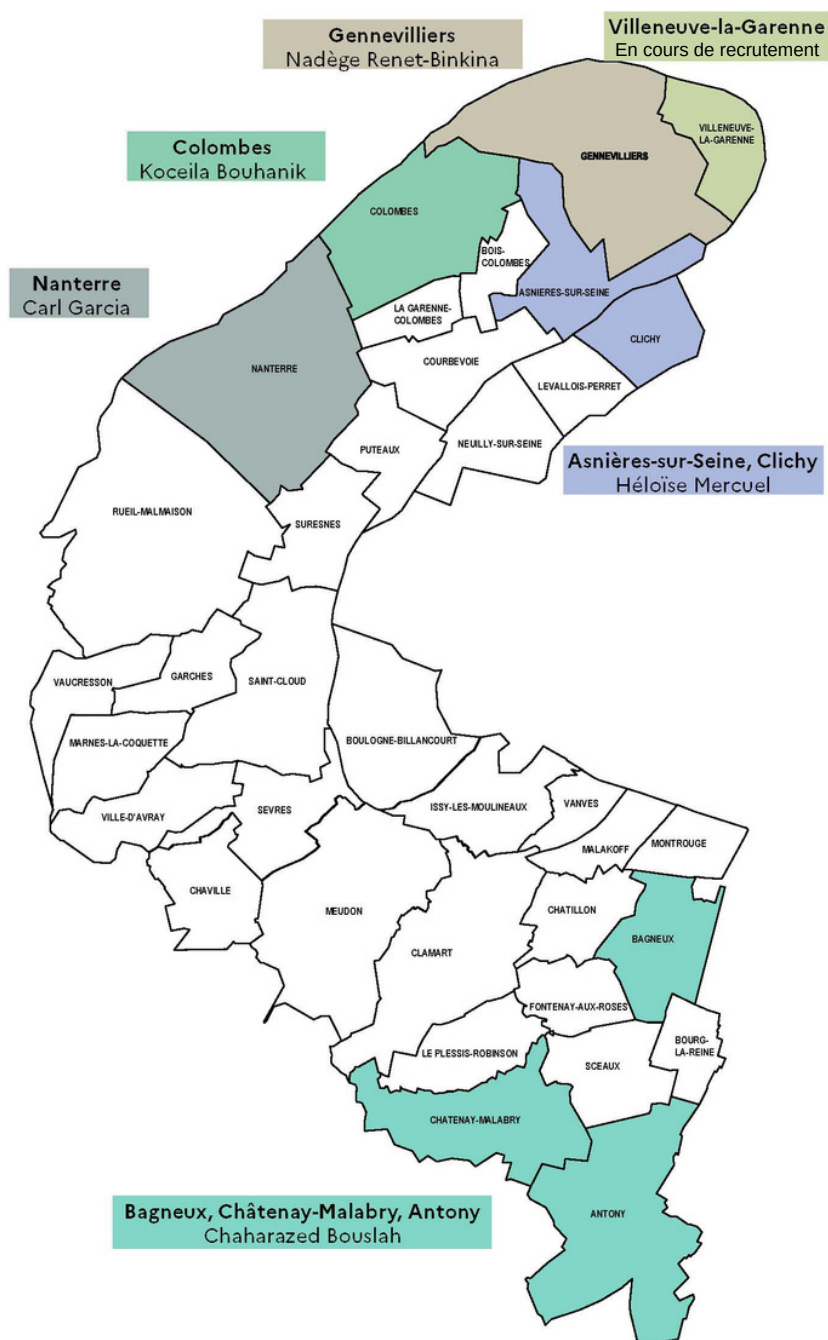 Gennevilliers
Nadège Renet-Binkina
Villeneuve-la-Garenne
En cours de recrutement
Colombes
Koceila Bouhanik
Nanterre
Carl Garcia
VILLENEUVE-
LA-GARENNE
GENNEVILLIERS
COLOMBES
BOIS-
COLOMBES
ASNIERES-SUR-SEINE
LA GARENNE-
COLOMBES
CLICHY
COURBEVOIE
NANTERRE
LEVALLOIS-PERRET
NEUILLY-SUR-SEINE
PUTEAUX
Asnières-sur-Seine, Clichy
Héloïse Mercuel
RUEIL-MALMAISON
SURESNES
VAUCRESSON
GARCHES
SAINT-CLOUD
MARNES-LA-COQUETTE
BOULOGNE-BILLANCOURT
VILLE-D'AVRAY
SEVRES
ISSY-LES-MOULINEAUX
VANVES
MALAKOFF
MONTROUGE
CHAVILLE
MEUDON
CHATILLON
BAGNEUX
CLAMART
FONTENAY-AUX-ROSES
BOURG-
LA-REINE
LE PLESSIS-ROBINSON
SCEAUX
CHATENAY-MALABRY
ANTONY
Bagneux, Châtenay-Malabry, Antony
Chaharazed Bouslah